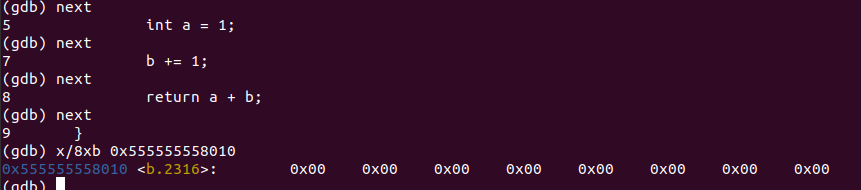 (gdb) next
5 int a = 1;
(gdb) next
7 b += 1;
(gdb) next
8 return a + b;
(gdb) next
9 }
(gdb) x/8xb 0x555555558010
0x555555558010 <b.2316>: 0x00 0x00 0x00 0x00 0x00 0x00 0x00 0x00
(gdb)